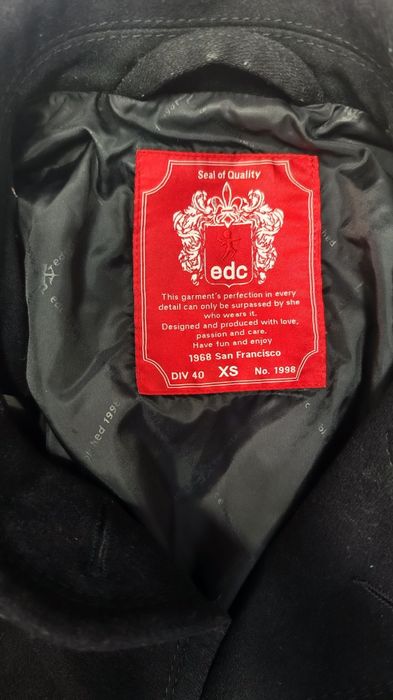 Seal of Quality
edc
This garment's perfection in every
detail can only be surpassed by she
who wears it.
Designed and produced with love,
passion and care.
Have fun and enjoy
1968 San Francisco
DIV 40 XS No. 1998